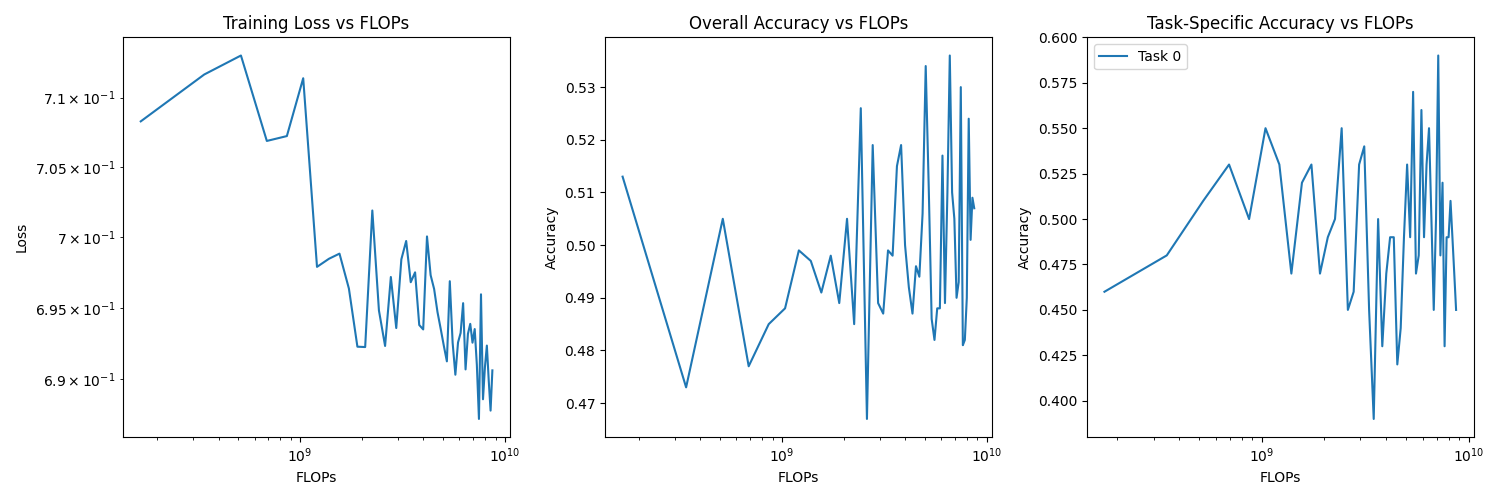 Training Loss vs FLOPs
Overall Accuracy vs FLOPs
Task-Specific Accuracy vs FLOPs
Loss
7.1 × 10⁻¹
7.05 × 10⁻¹
7 × 10⁻¹
6.95 × 10⁻¹
6.9 × 10⁻¹
10⁹
10¹⁰
FLOPs
Accuracy
0.53
0.52
0.51
0.50
0.49
0.48
0.47
10⁹
10¹⁰
FLOPs
Accuracy
0.600
0.575
0.550
0.525
0.500
0.475
0.450
0.425
0.400
Task 0
10⁹
10¹⁰
FLOPs